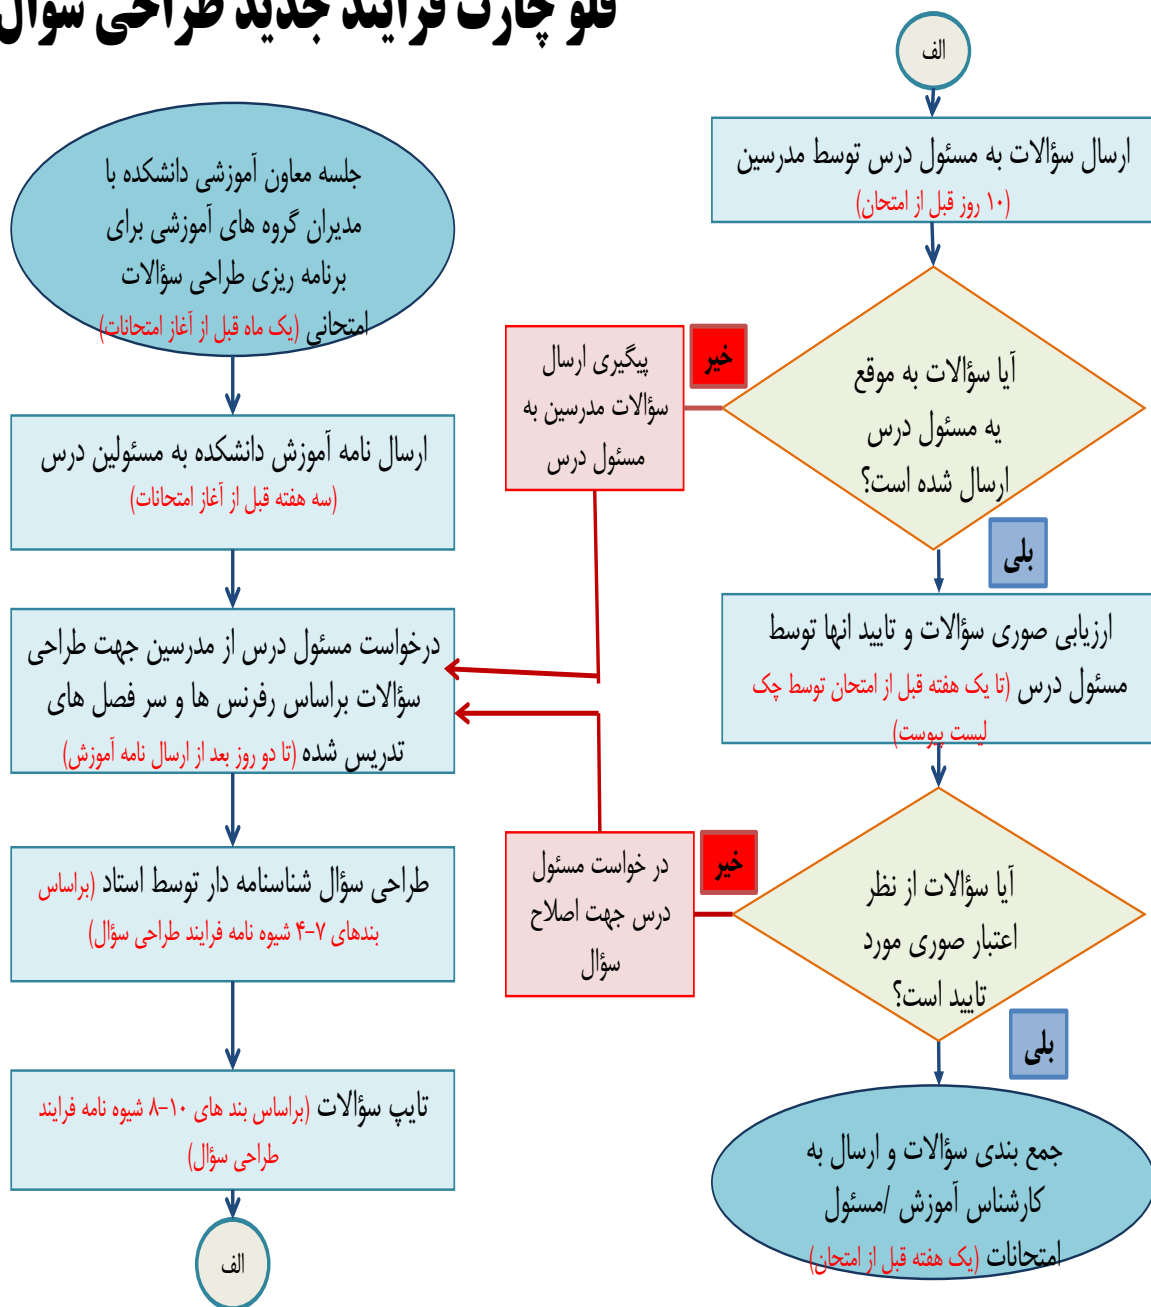 فلو چارت فرایند جدید طراحی سوال
جلسه معاون آموزشی دانشکده با
مدیران گروه های آموزشی برای
برنامه ریزی طراحی سؤالات
امتحانی (یک ماه قبل از آغاز امتحانات)
ارسال نامه آموزش دانشکده به مسئولین درس
(سه هفته قبل از آغاز امتحانات)
درخواست مسئول درس از مدرسین جهت طراحی
سؤالات براساس رفرنس ها و سر فصل های
تدریس شده (تا دو روز بعد از ارسال نامه آموزش)
طراحی سؤال شناسنامه دار توسط استاد (براساس
بندهای ۷-۴ شیوه نامه فرایند طراحی سؤال)
تایپ سؤالات (براساس بند های ۱۰-۸ شیوه نامه فرایند
طراحی سؤال)
الف
الف
ارسال سؤالات به مسئول درس توسط مدرسین
(۱۰ روز قبل از امتحان)
آیا سؤالات به موقع
یه مسئول درس
ارسال شده است؟
خیر
پیگیری ارسال
سؤالات مدرسین به
مسئول درس
بلی
ارزیابی صوری سؤالات و تایید انها توسط
مسئول درس (تا یک هفته قبل از امتحان توسط چک
لیست پیوست)
آیا سؤالات از نظر
اعتبار صوری مورد
تایید است؟
خیر
در خواست مسئول
درس جهت اصلاح
سؤال
بلی
جمع بندی سؤالات و ارسال به
کارشناس آموزش /مسئول
امتحانات (یک هفته قبل از امتحان)